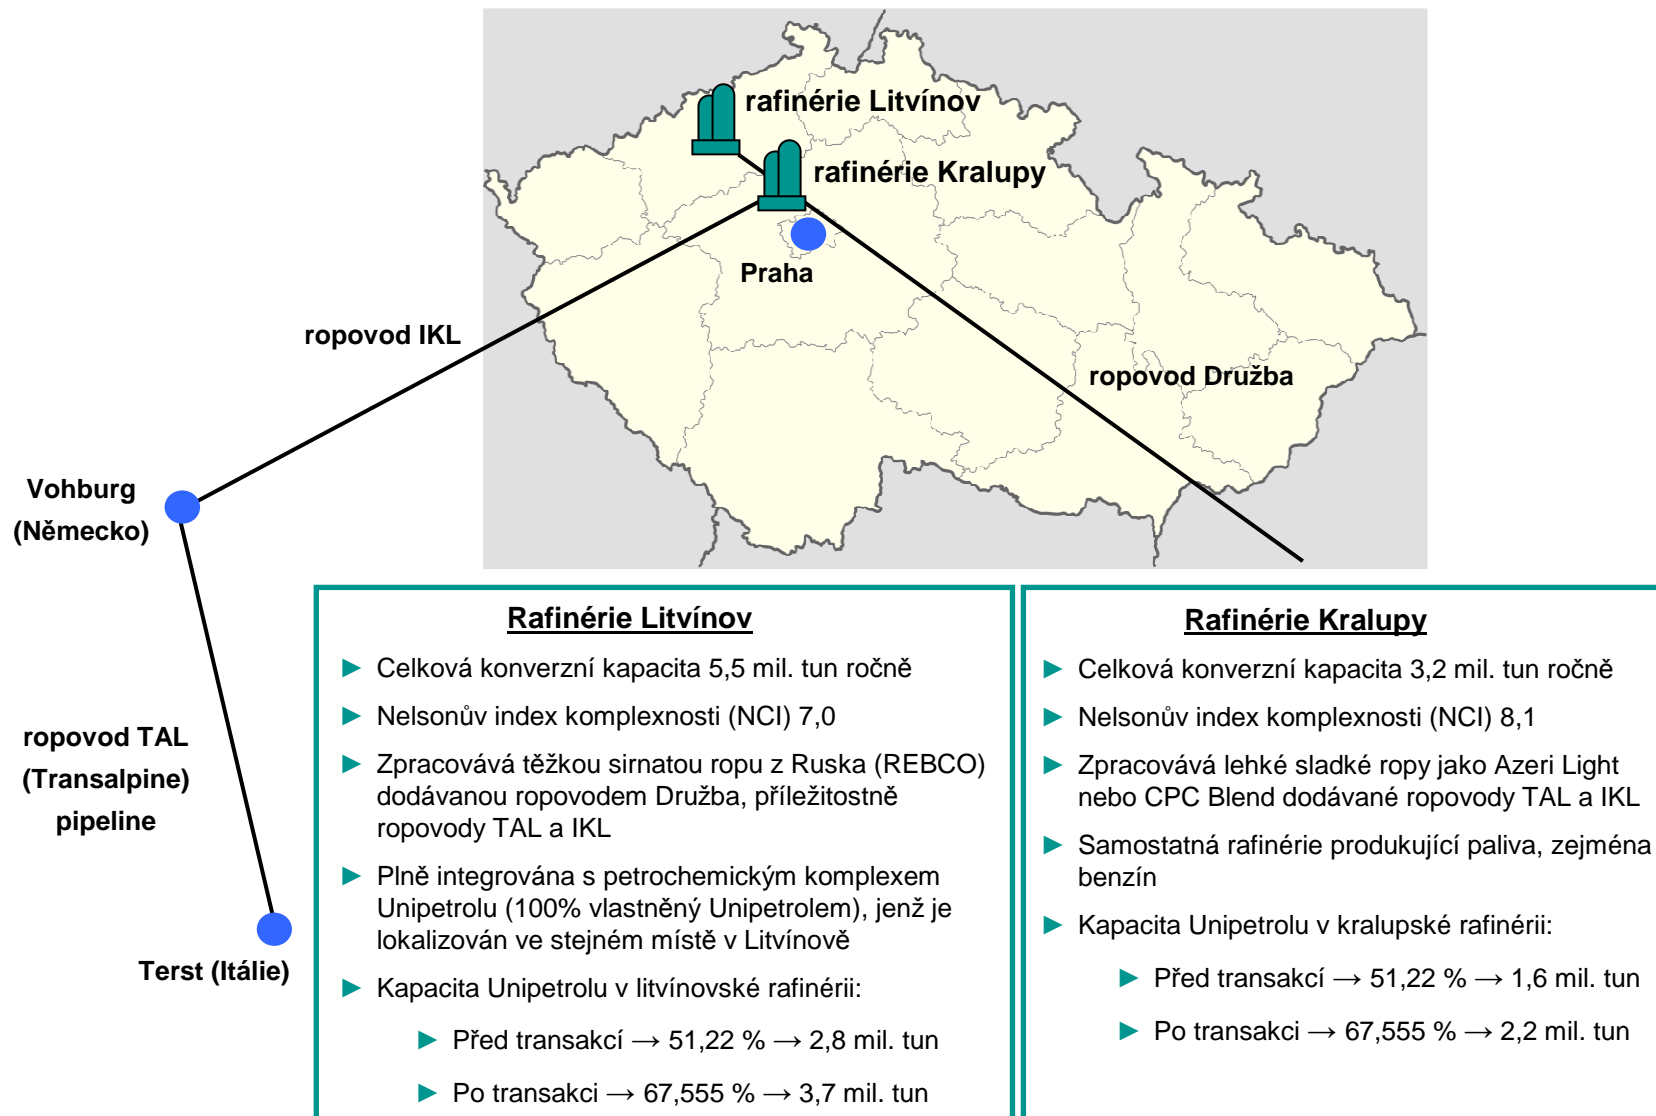 rafinérie Litvínov
rafinérie Kralupy
Praha
ropovod IKL
ropovod Družba
Vohburg
(Německo)
ropovod TAL
(Transalpine)
pipeline
Terst (Itálie)
Rafinérie Litvínov
► Celková konverzní kapacita 5,5 mil. tun ročně
► Nelsonův index komplexnosti (NCI) 7,0
► Zpracovává těžkou sirnatou ropu z Ruska (REBCO)
dodávanou ropovodem Družba, příležitostně
ropovody TAL a IKL
► Plně integrována s petrochemickým komplexem
Unipetrolu (100% vlastněný Unipetrolem), jenž je
lokalizován ve stejném místě v Litvínově
► Kapacita Unipetrolu v litvínovské rafinérii:
► Před transakcí → 51,22 % → 2,8 mil. tun
► Po transakci → 67,555 % → 3,7 mil. tun
Rafinérie Kralupy
► Celková konverzní kapacita 3,2 mil. tun ročně
► Nelsonův index komplexnosti (NCI) 8,1
► Zpracovává lehké sladké ropy jako Azeri Light
nebo CPC Blend dodávané ropovody TAL a IKL
► Samostatná rafinérie produkující paliva, zejména
benzín
► Kapacita Unipetrolu v kralupské rafinérii:
► Před transakcí → 51,22 % → 1,6 mil. tun
► Po transakci → 67,555 % → 2,2 mil. tun